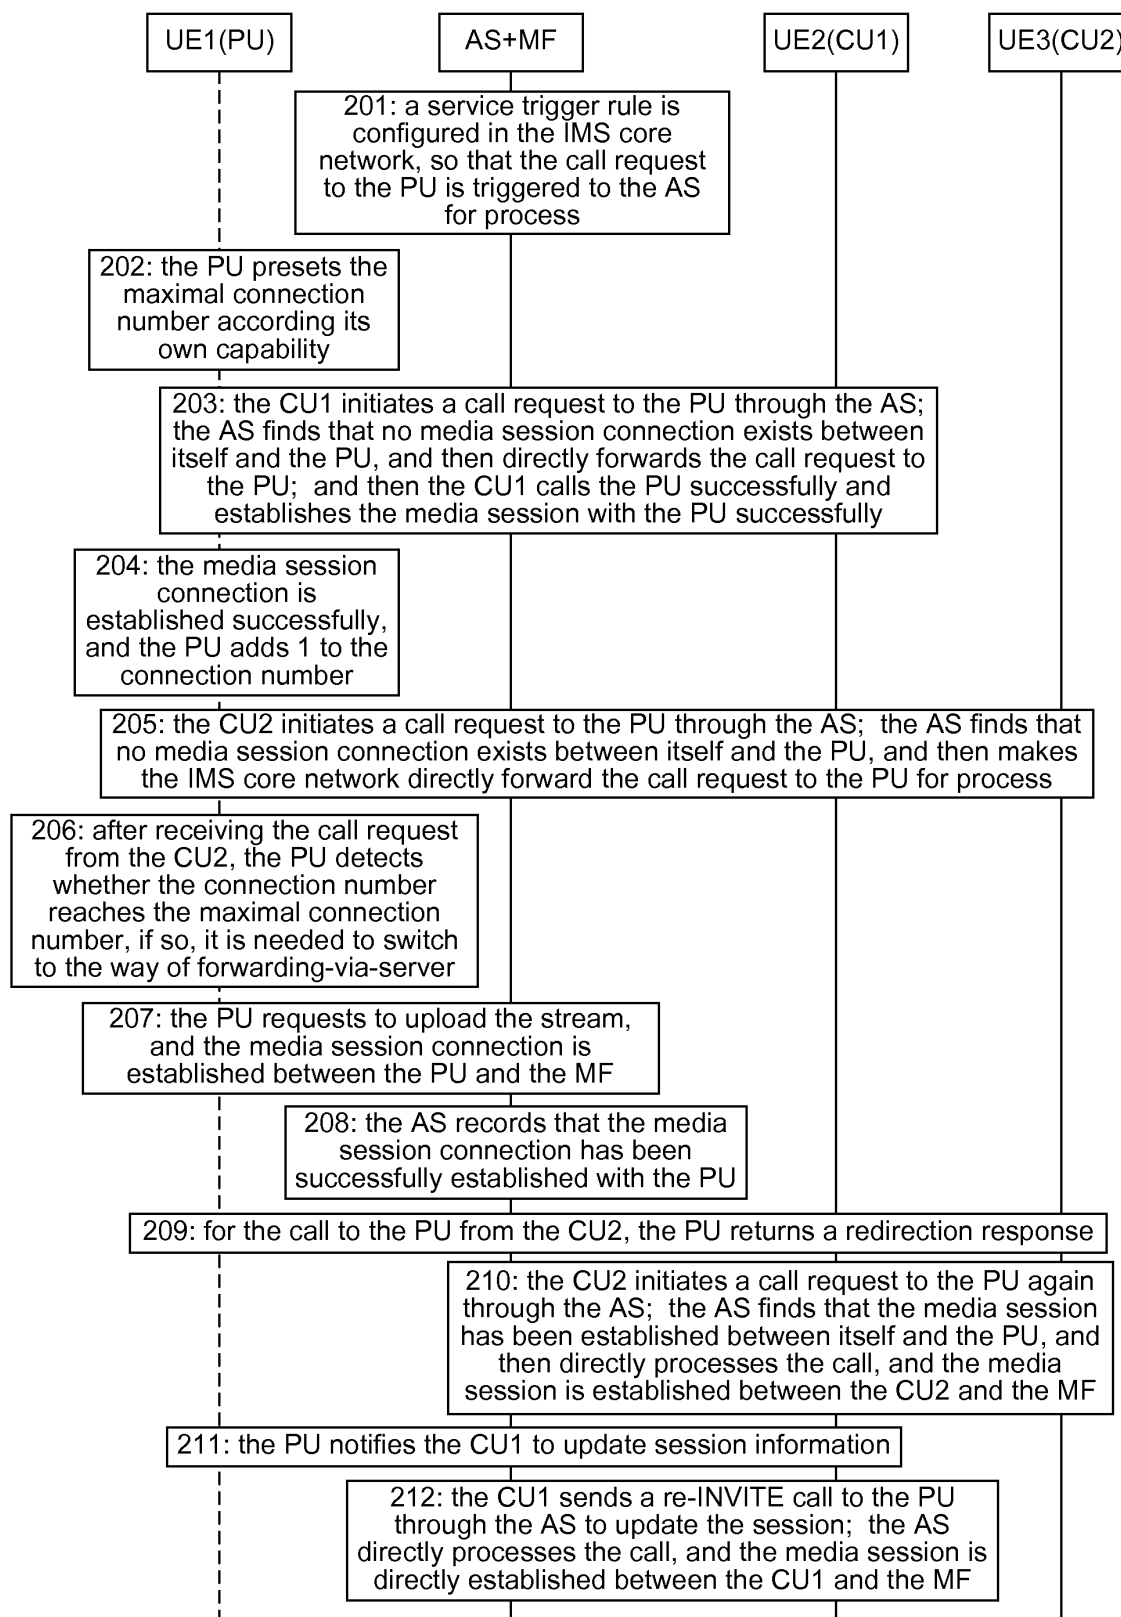 UE1(PU)
AS+MF
UE2(CU1)
UE3(CU2)
201: a service trigger rule is
configured in the IMS core
network, so that the call request
to the PU is triggered to the AS
for process
202: the PU presets the
maximal connection
number according its
own capability
203: the CU1 initiates a call request to the PU through the AS;
the AS finds that no media session connection exists between
itself and the PU, and then directly forwards the call request to
the PU; and then the CU1 calls the PU successfully and
establishes the media session with the PU successfully
204: the media session
connection is
established successfully,
and the PU adds 1 to the
connection number
205: the CU2 initiates a call request to the PU through the AS; the AS finds that
no media session connection exists between itself and the PU, and then makes
the IMS core network directly forward the call request to the PU for process
206: after receiving the call request
from the CU2, the PU detects
whether the connection number
reaches the maximal connection
number, if so, it is needed to switch
to the way of forwarding-via-server
207: the PU requests to upload the stream,
and the media session connection is
established between the PU and the MF
208: the AS records that the media
session connection has been
successfully established with the PU
209: for the call to the PU from the CU2, the PU returns a redirection response
210: the CU2 initiates a call request to the PU again
through the AS; the AS finds that the media session
has been established between itself and the PU, and
then directly processes the call, and the media
session is established between the CU2 and the MF
211: the PU notifies the CU1 to update session information
212: the CU1 sends a re-INVITE call to the PU
through the AS to update the session; the AS
directly processes the call, and the media session is
directly established between the CU1 and the MF